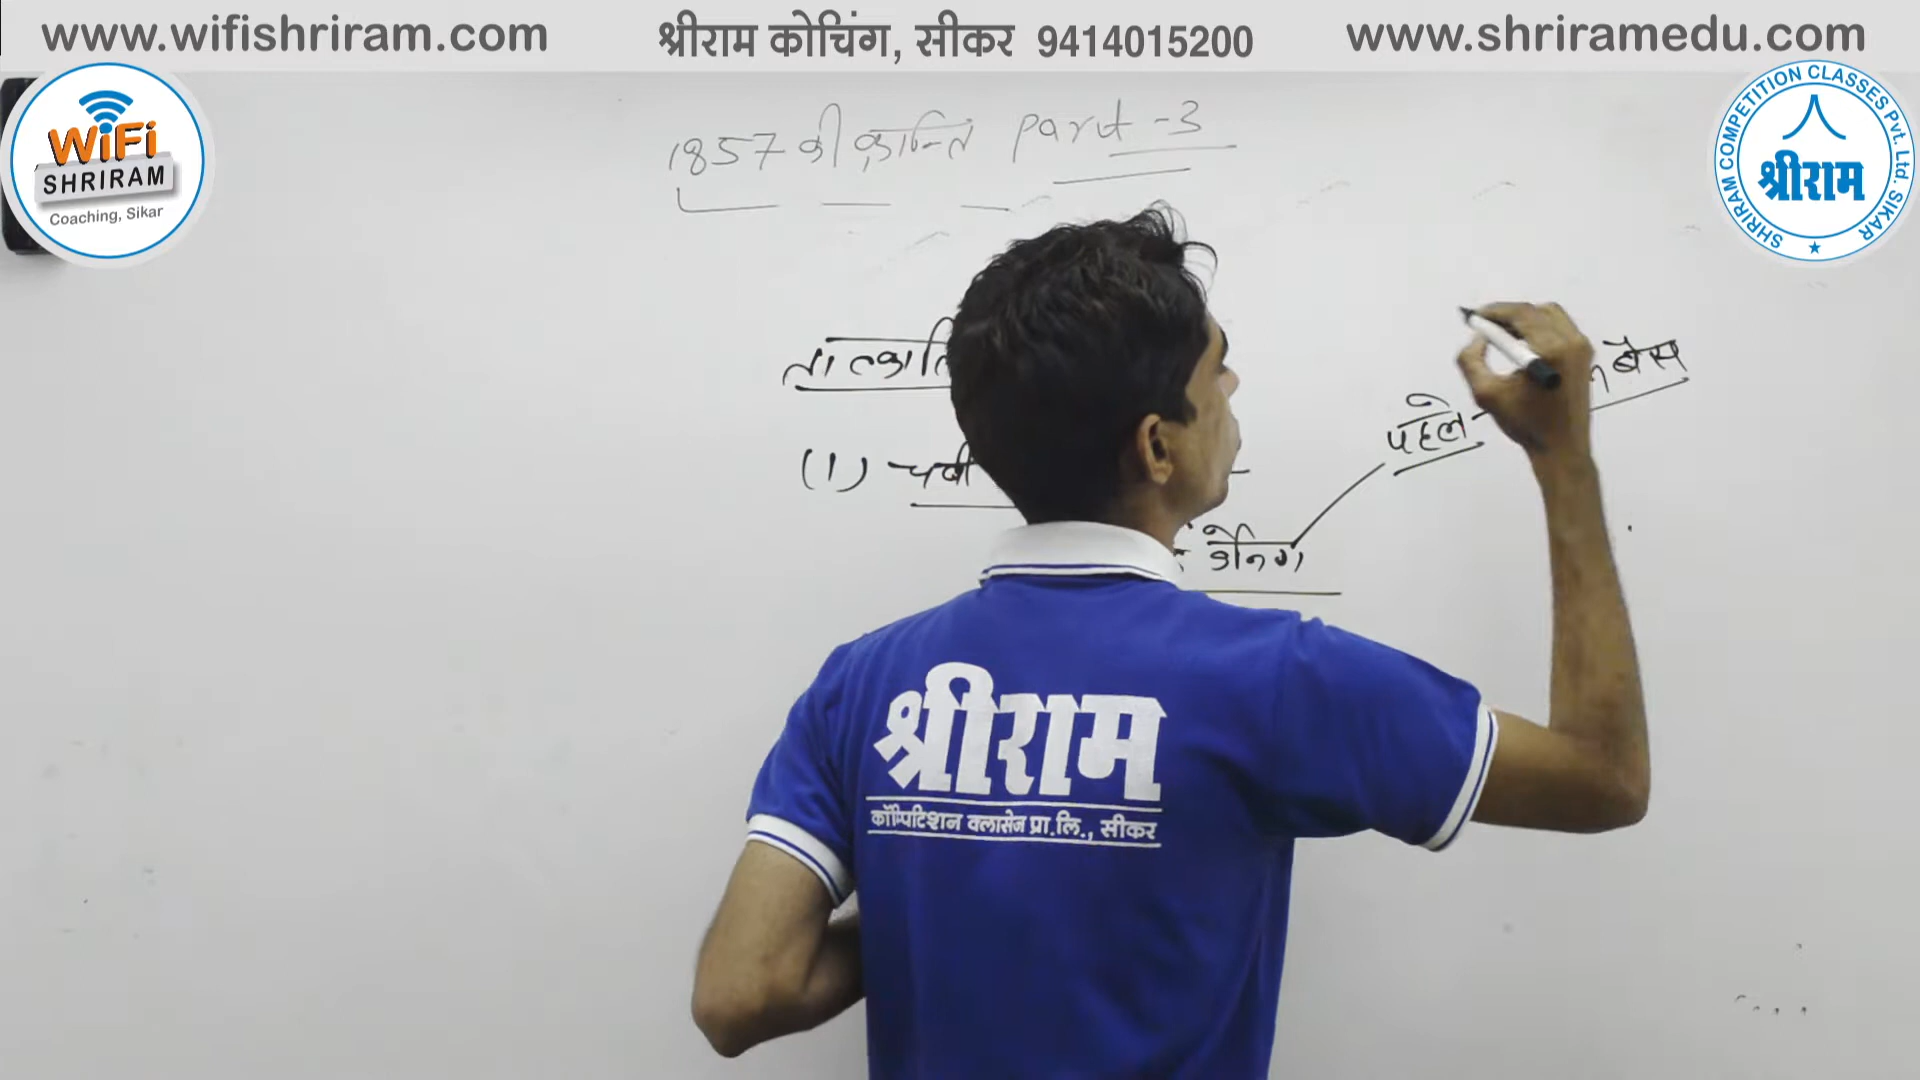 www.wifishriram.com
श्रीराम कोचिंग, सीकर 9414015200
www.shriramedu.com
WiFi
SHRIRAM
Coaching, Sikar
SHRIRAM COMPETITION CLASSES Pvt. Ltd. SIKAR
श्रीराम
1857 की क्रान्ति part-3
(1) चर्बी
पहले
बैस
केनिंग
श्रीराम
कॉम्पिटिशन क्लासेज प्रा.लि., सीकर